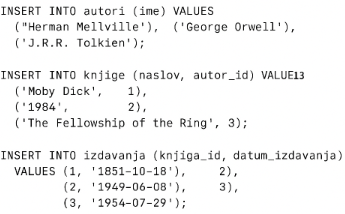 INSERT INTO autori (ime) VALUES
("Herman Mellville'), ('George Orwell'),
('J.R.R. Tolkien');
INSERT INTO knjige (naslov, autor_id) VALUE13
('Moby Dick', 1),
('1984', 2),
('The Fellowship of the Ring', 3);
INSERT INTO izdavanja (knjiga_id, datum_izdavanja)
VALUES (1, '1851-10-18'), 2),
(2, '1949-06-08'), 3),
(3, '1954-07-29');